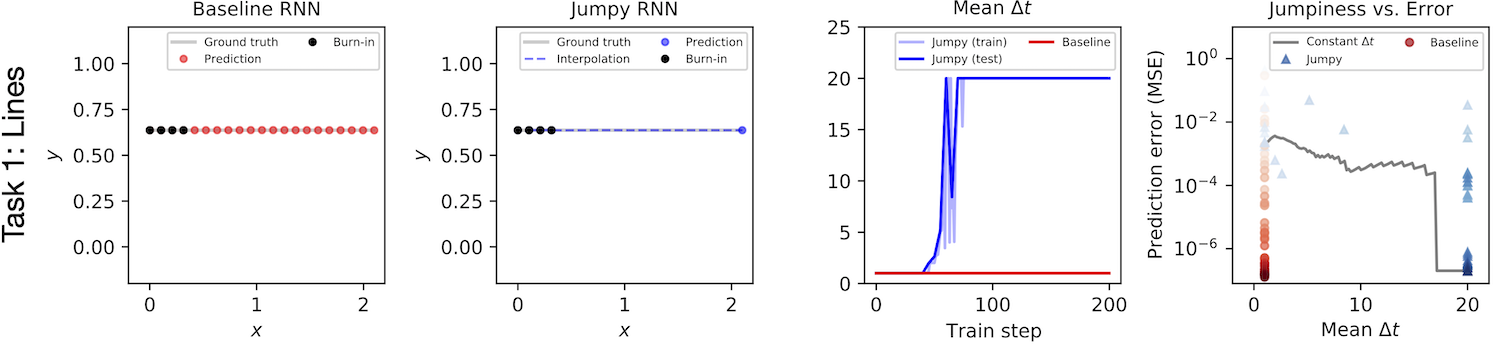 Task 1: Lines
Baseline RNN
Ground truth
Prediction
Burn-in
1.00
0.75
0.50
0.25
0.00
y
0
1
2
x
Jumpy RNN
Ground truth
Interpolation
Prediction
Burn-in
1.00
0.75
0.50
0.25
0.00
y
0
1
2
x
Mean Δt
Jumpy (train)
Jumpy (test)
Baseline
25
20
15
10
5
0
0
100
200
Train step
Jumpiness vs. Error
Constant Δt
Jumpy
Baseline
Prediction error (MSE)
10⁰
10⁻²
10⁻⁴
10⁻⁶
0
10
20
Mean Δt